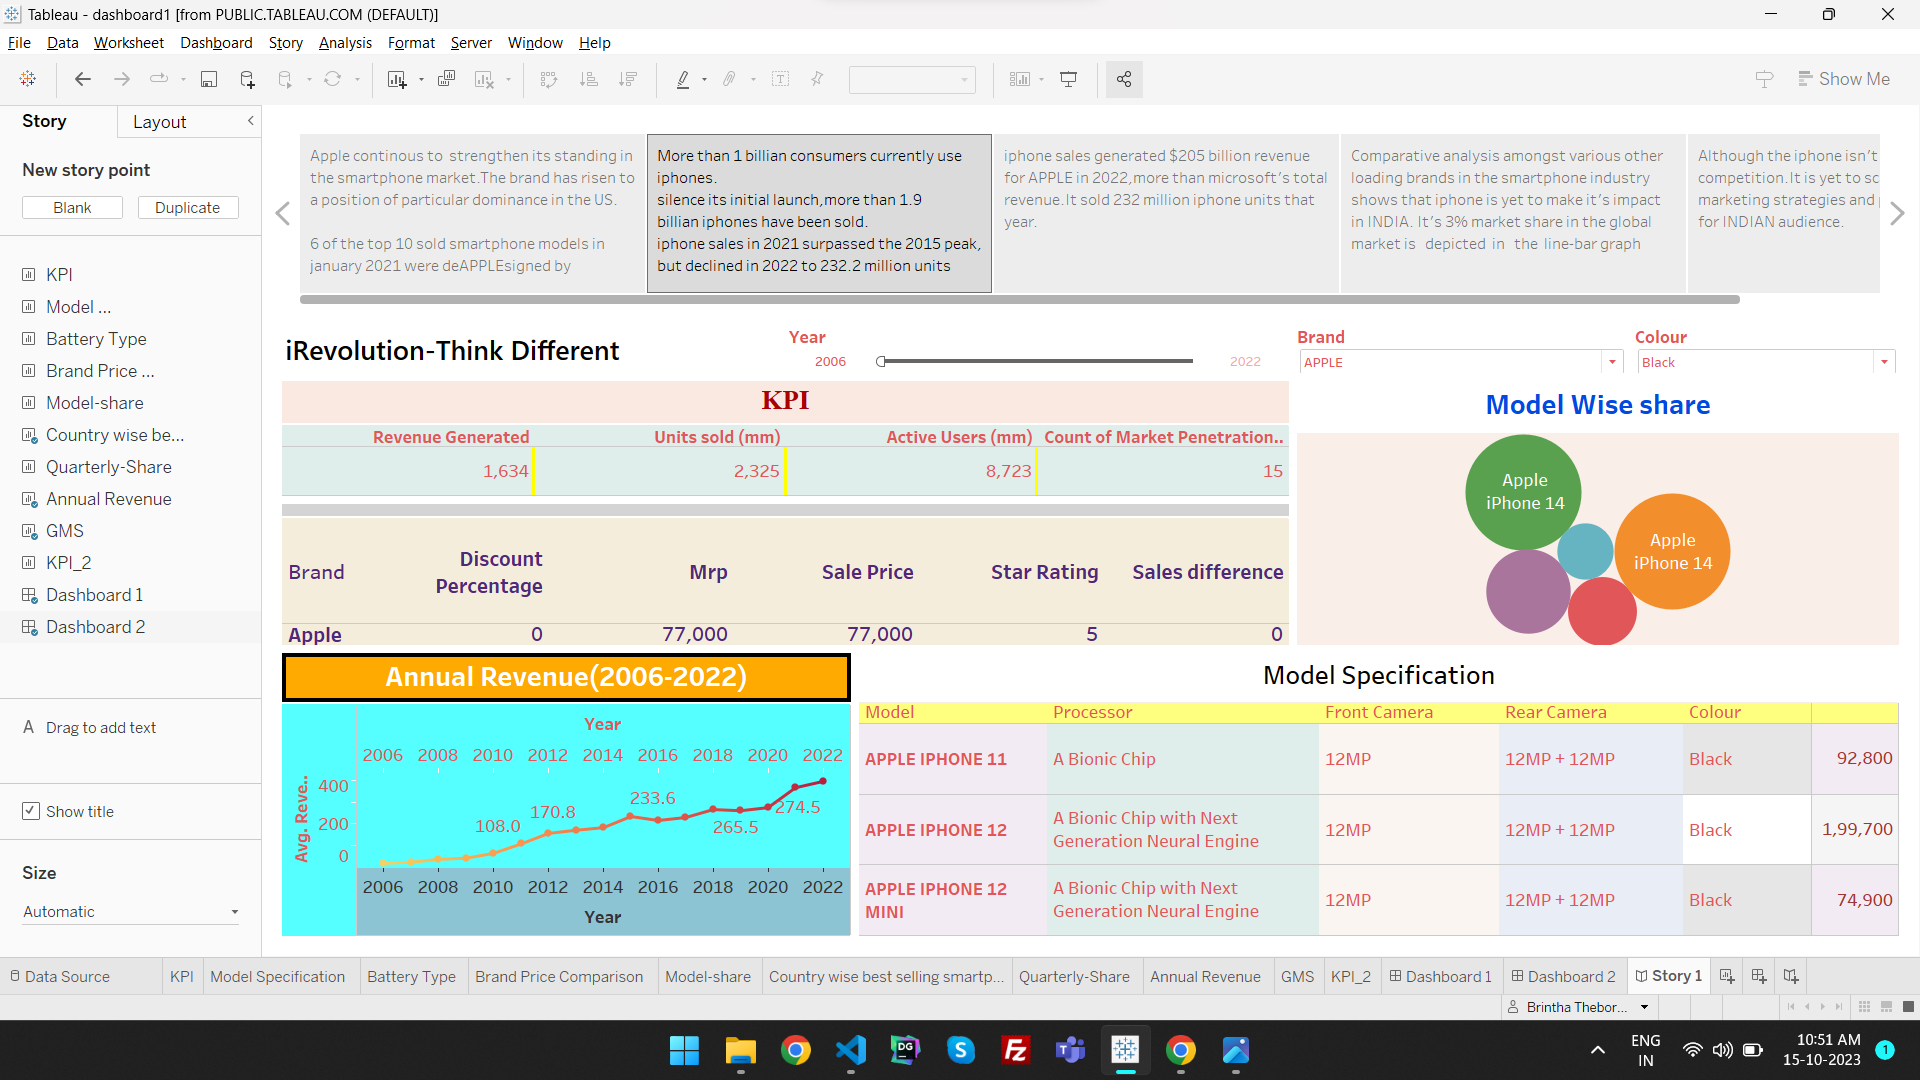 Tableau - dashboard1 [from PUBLIC.TABLEAU.COM (DEFAULT)]
File Data Worksheet Dashboard Story Analysis Format Server Window Help
Show Me
Story
Layout
New story point
Blank
Duplicate
KPI
Model ...
Battery Type
Brand Price ...
Model-share
Country wise be...
Quarterly-Share
Annual Revenue
GMS
KPI_2
Dashboard 1
Dashboard 2
A Drag to add text
Show title
Size
Automatic
Apple continous to strengthen its standing in
the smartphone market.The brand has risen to
a position of particular dominance in the US.
6 of the top 10 sold smartphone models in
january 2021 were deAPPLEsigned by
More than 1 billian consumers currently use
iphones.
silence its initial launch,more than 1.9
billian iphones have been sold.
iphone sales in 2021 surpassed the 2015 peak,
but declined in 2022 to 232.2 million units
iphone sales generated $205 billion revenue
for APPLE in 2022,more than microsoft's total
revenue.It sold 232 million iphone units that
year.
Comparative analysis amongst various other
loading brands in the smartphone industry
shows that iphone is yet to make it's impact
in INDIA. It's 3% market share in the global
market is depicted in the line-bar graph
Although the iphone isn't
competition.It is yet to sc
marketing strategies and
for INDIAN audience.
iRevolution-Think Different
Year
2006
2022
Brand
APPLE
Colour
Black
KPI
Revenue Generated Units sold (mm) Active Users (mm) Count of Market Penetration..
1,634 2,325 8,723 15
Brand Discount Percentage Mrp Sale Price Star Rating Sales difference
Apple 0 77,000 77,000 5 0
Model Wise share
Apple
iPhone 14
Apple
iPhone 14
Annual Revenue(2006-2022)
Year
2006 2008 2010 2012 2014 2016 2018 2020 2022
Avg. Reve..
400
200
0
108.0
170.8
233.6
265.5
274.5
2006 2008 2010 2012 2014 2016 2018 2020 2022
Year
Model Specification
Model Processor Front Camera Rear Camera Colour
APPLE IPHONE 11 A Bionic Chip 12MP 12MP + 12MP Black 92,800
APPLE IPHONE 12 A Bionic Chip with Next Generation Neural Engine 12MP 12MP + 12MP Black 1,99,700
APPLE IPHONE 12 MINI A Bionic Chip with Next Generation Neural Engine 12MP 12MP + 12MP Black 74,900
Data Source KPI Model Specification Battery Type Brand Price Comparison Model-share Country wise best selling smartp... Quarterly-Share Annual Revenue GMS KPI_2 Dashboard 1 Dashboard 2 Story 1
Brintha Thebor...
DG
S
Fz
T
ENG
IN
10:51 AM
15-10-2023
1